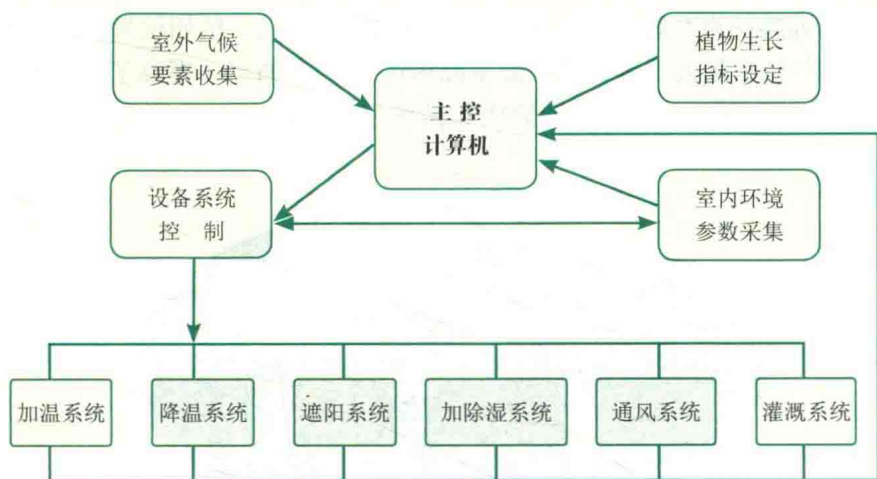 室外气候
要素收集
植物生长
指标设定
主 控
计算机
设备系统
控 制
室内环境
参数采集
加温系统
降温系统
遮阳系统
加除湿系统
通风系统
灌溉系统